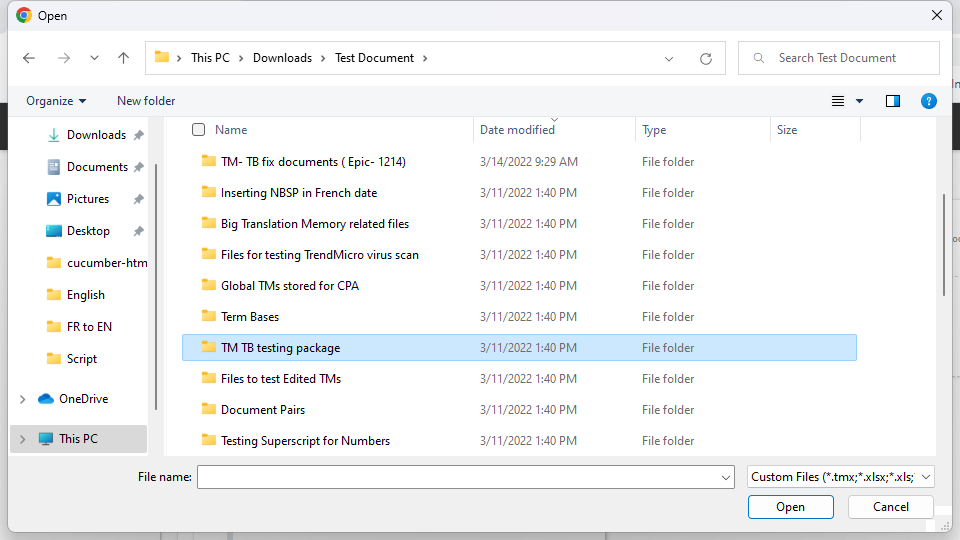 Open
This PC
Downloads
Test Document
Search Test Document
Organize
New folder
Name
Date modified
Type
Size
Downloads
Documents
Pictures
Desktop
cucumber-htm
English
FR to EN
Script
OneDrive
This PC
TM- TB fix documents ( Epic- 1214) 3/14/2022 9:29 AM File folder
Inserting NBSP in French date 3/11/2022 1:40 PM File folder
Big Translation Memory related files 3/11/2022 1:40 PM File folder
Files for testing TrendMicro virus scan 3/11/2022 1:40 PM File folder
Global TMs stored for CPA 3/11/2022 1:40 PM File folder
Term Bases 3/11/2022 1:40 PM File folder
TM TB testing package 3/11/2022 1:40 PM File folder
Files to test Edited TMs 3/11/2022 1:40 PM File folder
Document Pairs 3/11/2022 1:40 PM File folder
Testing Superscript for Numbers 3/11/2022 1:40 PM File folder
File name:
Custom Files (*.tmx;*.xlsx;*.xls;
Open
Cancel